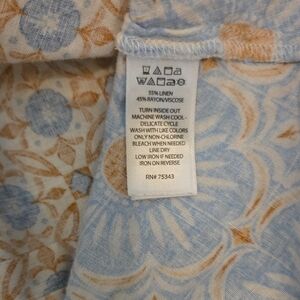 55% LINEN
45% RAYON/VISCOSE
TURN INSIDE OUT
MACHINE WASH COOL -
DELICATE CYCLE
WASH WITH LIKE COLORS
ONLY NON-CHLORINE
BLEACH WHEN NEEDED
LINE DRY
LOW IRON IF NEEDED
IRON ON REVERSE
RN# 75343